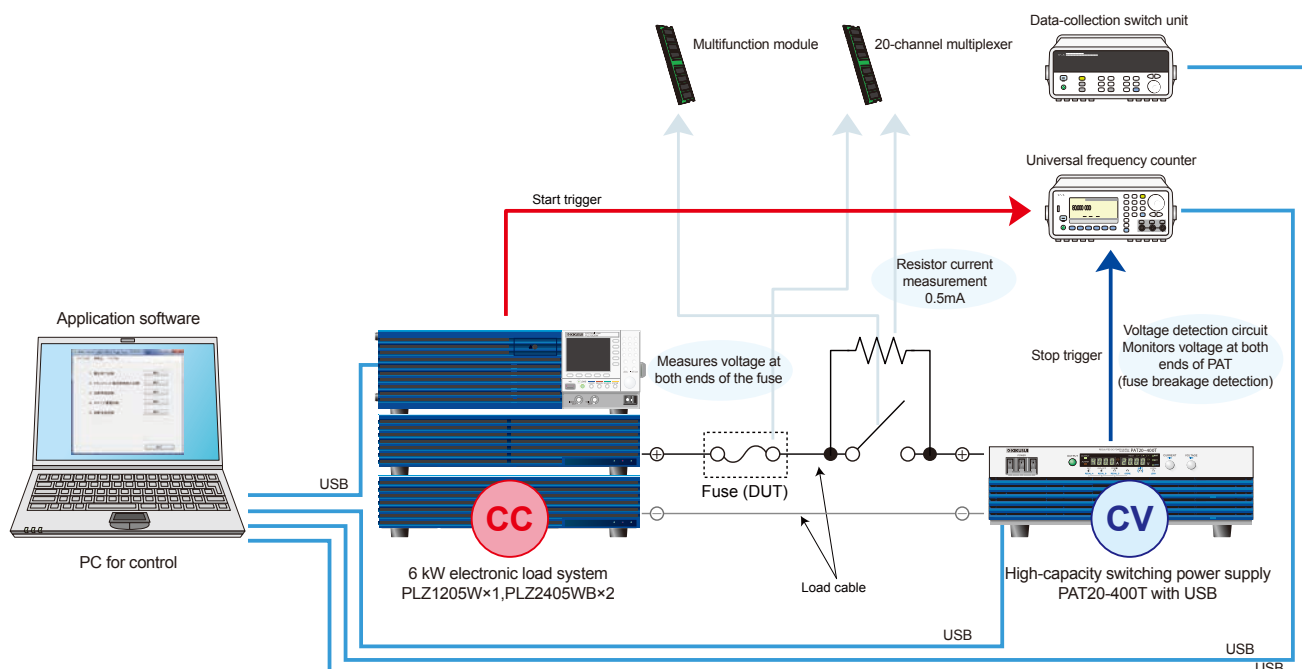 Data-collection switch unit
Multifunction module
20-channel multiplexer
Universal frequency counter
Start trigger
Resistor current
measurement
0.5mA
Application software
Voltage detection circuit
Monitors voltage at both
ends of PAT
(fuse breakage detection)
Stop trigger
Measures voltage at
both ends of the fuse
KIKUSUI
PAT20-400T
USB
Fuse (DUT)
CC
CV
PC for control
6 kW electronic load system
PLZ1205W×1,PLZ2405WB×2
Load cable
High-capacity switching power supply
PAT20-400T with USB
USB
USB
USB